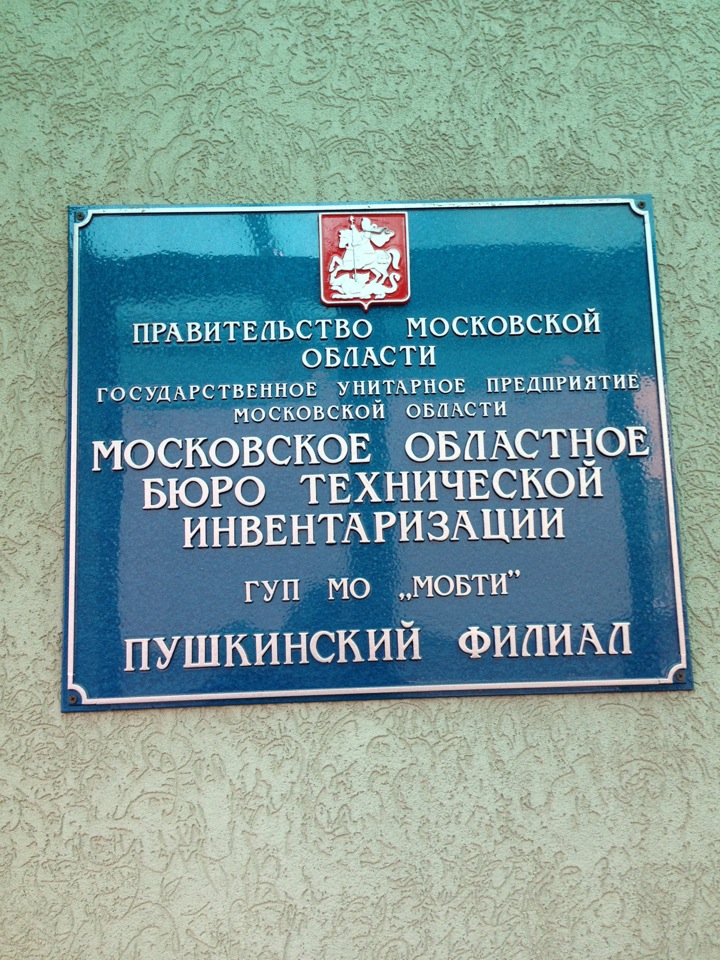 ПРАВИТЕЛЬСТВО МОСКОВСКОЙ
ОБЛАСТИ
ГОСУДАРСТВЕННОЕ УНИТАРНОЕ ПРЕДПРИЯТИЕ
МОСКОВСКОЙ ОБЛАСТИ
МОСКОВСКОЕ ОБЛАСТНОЕ
БЮРО ТЕХНИЧЕСКОЙ
ИНВЕНТАРИЗАЦИИ
ГУП МО „МОБТИ”
ПУШКИНСКИЙ ФИЛИАЛ